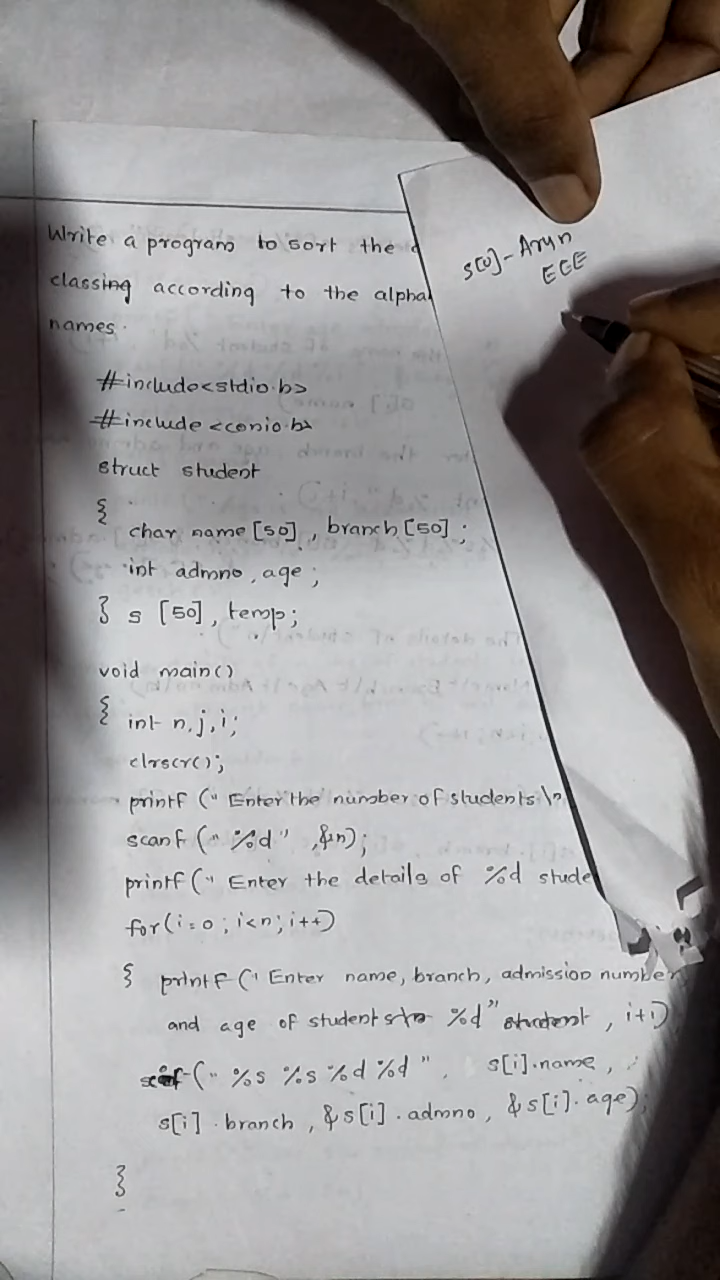 Write a program to sort the
classing according to the alpha
names.
#include<stdio.h>
#include <conio.h>
struct student
{
char name [50], branch [50];
int admno, age;
} s [50], temp;
void main()
{ int n, j, i;
clrscr();
printf (" Enter the number of students \n
scanf (" %d" ,&n);
printf (" Enter the details of %d stude
for(i=0; i<n; i++)
{ printf (" Enter name, branch, admission number
and age of students %d" student, i+1)
(" %s %s %d %d ", s[i].name,
s[i].branch, &s[i].admno, &s[i].age);
}
s[0]-Arun
ECE